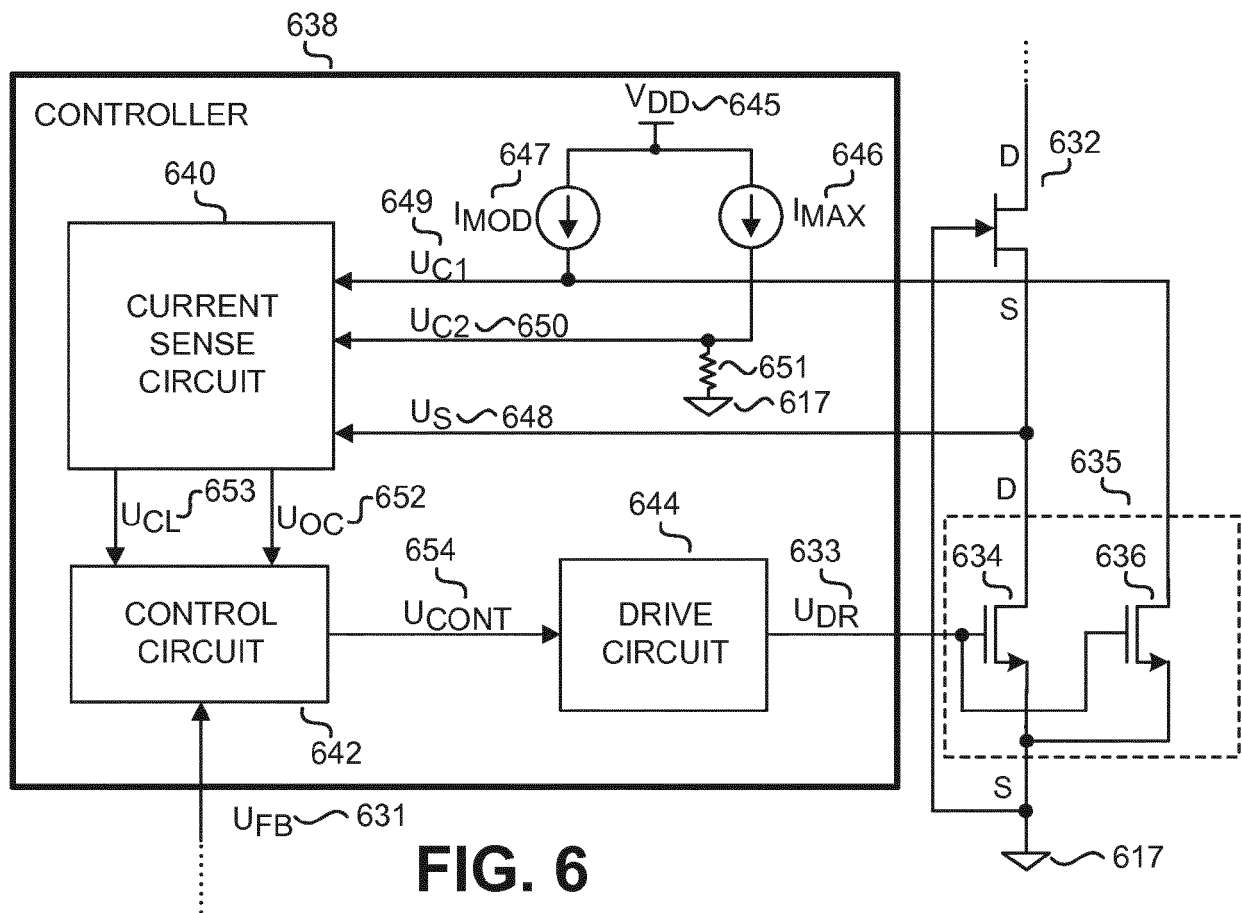 638
CONTROLLER
VDD 645
647
646
IMOD
IMAX
D
632
640
649
UC1
CURRENT
SENSE
CIRCUIT
UC2 650
S
651
617
US 648
635
D
UCL 653
UOC 652
644
654
633
634
636
CONTROL
CIRCUIT
UCONT
DRIVE
CIRCUIT
UDR
642
S
UFB 631
617
FIG. 6